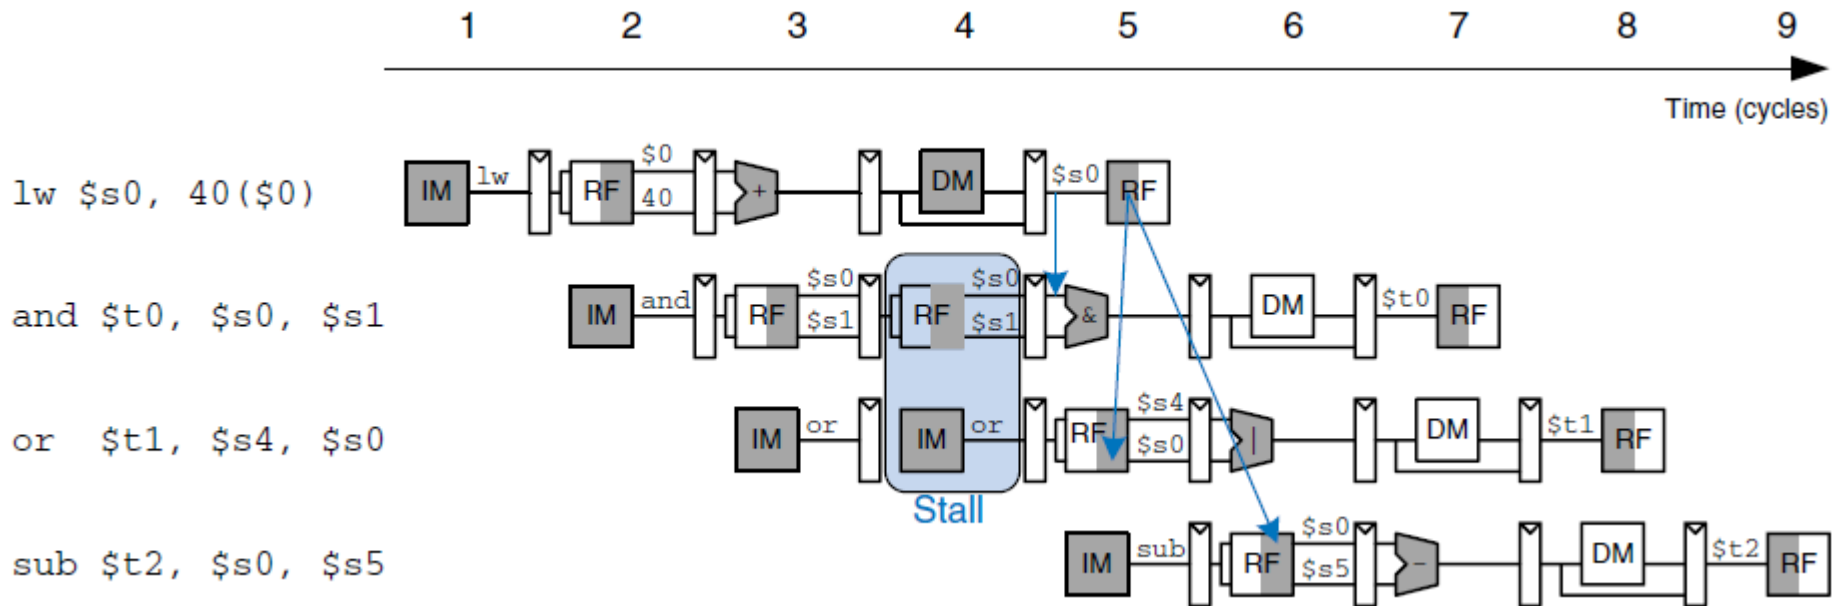 1 2 3 4 5 6 7 8 9
Time (cycles)
lw $s0, 40($0) IM lw RF $0 40 + DM $s0 RF
and $t0, $s0, $s1 IM and RF $s0 $s1 RF $s0 $s1 & DM $t0 RF
or $t1, $s4, $s0 IM or IM or RF $s4 $s0 | DM $t1 RF
Stall
sub $t2, $s0, $s5 IM sub RF $s0 $s5 - DM $t2 RF